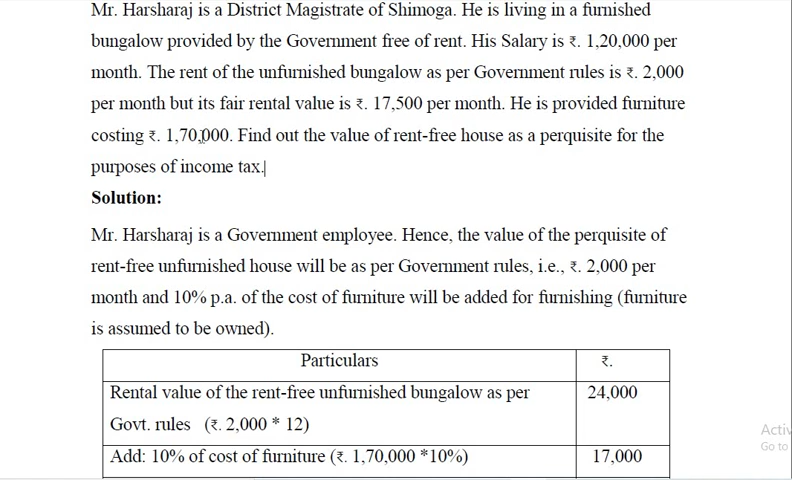 Mr. Harsharaj is a District Magistrate of Shimoga. He is living in a furnished
bungalow provided by the Government free of rent. His Salary is ₹. 1,20,000 per
month. The rent of the unfurnished bungalow as per Government rules is ₹. 2,000
per month but its fair rental value is ₹. 17,500 per month. He is provided furniture
costing ₹. 1,70,000. Find out the value of rent-free house as a perquisite for the
purposes of income tax.
Solution:
Mr. Harsharaj is a Government employee. Hence, the value of the perquisite of
rent-free unfurnished house will be as per Government rules, i.e., ₹. 2,000 per
month and 10% p.a. of the cost of furniture will be added for furnishing (furniture
is assumed to be owned).
Particulars ₹.
Rental value of the rent-free unfurnished bungalow as per 24,000
Govt. rules (₹. 2,000 * 12)
Add: 10% of cost of furniture (₹. 1,70,000 *10%) 17,000
Activ
Go to